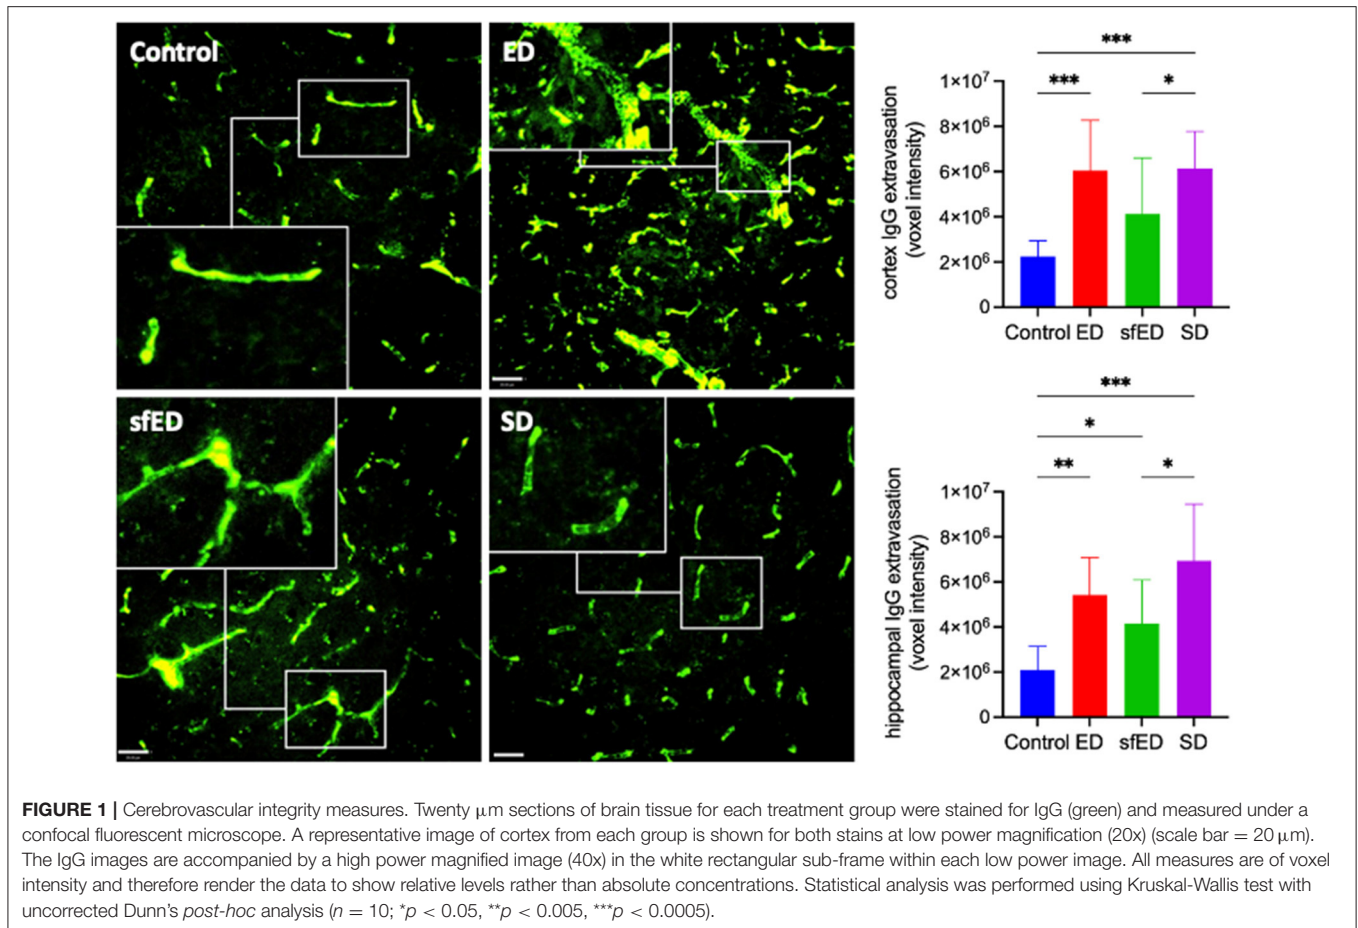 Control
ED
sfED
SD
***
***
*
1×10⁷
8×10⁶
6×10⁶
4×10⁶
2×10⁶
0
cortex IgG extravasation
(voxel intensity)
Control ED sfED SD
***
*
**
*
1×10⁷
8×10⁶
6×10⁶
4×10⁶
2×10⁶
0
hippocampal IgG extravasation
(voxel intensity)
Control ED sfED SD
FIGURE 1 | Cerebrovascular integrity measures. Twenty μm sections of brain tissue for each treatment group were stained for IgG (green) and measured under a
confocal fluorescent microscope. A representative image of cortex from each group is shown for both stains at low power magnification (20x) (scale bar = 20 μm).
The IgG images are accompanied by a high power magnified image (40x) in the white rectangular sub-frame within each low power image. All measures are of voxel
intensity and therefore render the data to show relative levels rather than absolute concentrations. Statistical analysis was performed using Kruskal-Wallis test with
uncorrected Dunn's post-hoc analysis (n = 10; *p < 0.05, **p < 0.005, ***p < 0.0005).